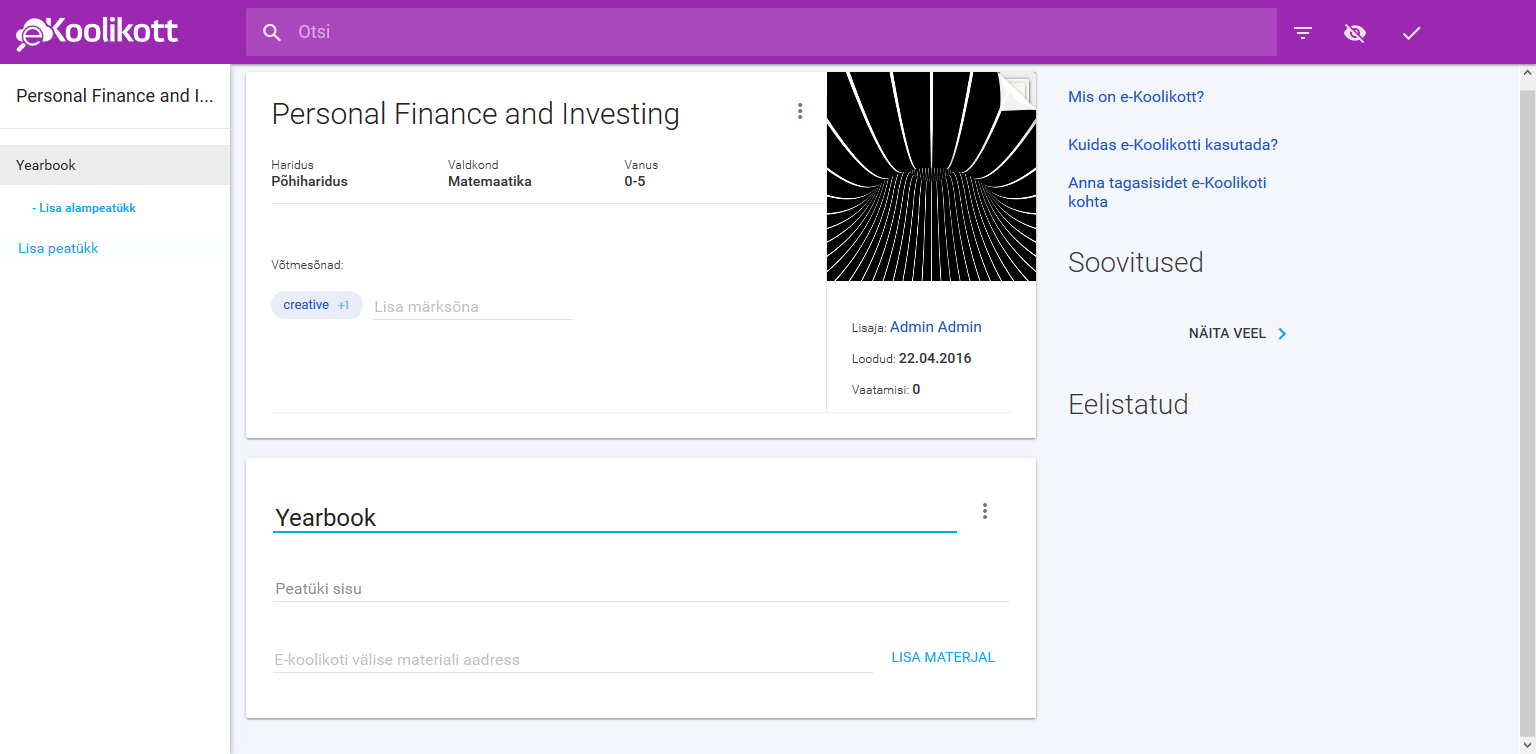 eKoolikott
Otsi
Personal Finance and I...
Yearbook
- Lisa alampeatükk
Lisa peatükk
Personal Finance and Investing
Haridus
Põhiharidus
Valdkond
Matemaatika
Vanus
0-5
Võtmesõnad:
creative +1
Lisa märksõna
Lisaja: Admin Admin
Loodud: 22.04.2016
Vaatamisi: 0
Yearbook
Peatüki sisu
E-koolikoti välise materiali aadress
LISA MATERJAL
Mis on e-Koolikott?
Kuidas e-Koolikotti kasutada?
Anna tagasisidet e-Koolikoti
kohta
Soovitused
NÄITA VEEL
Eelistatud